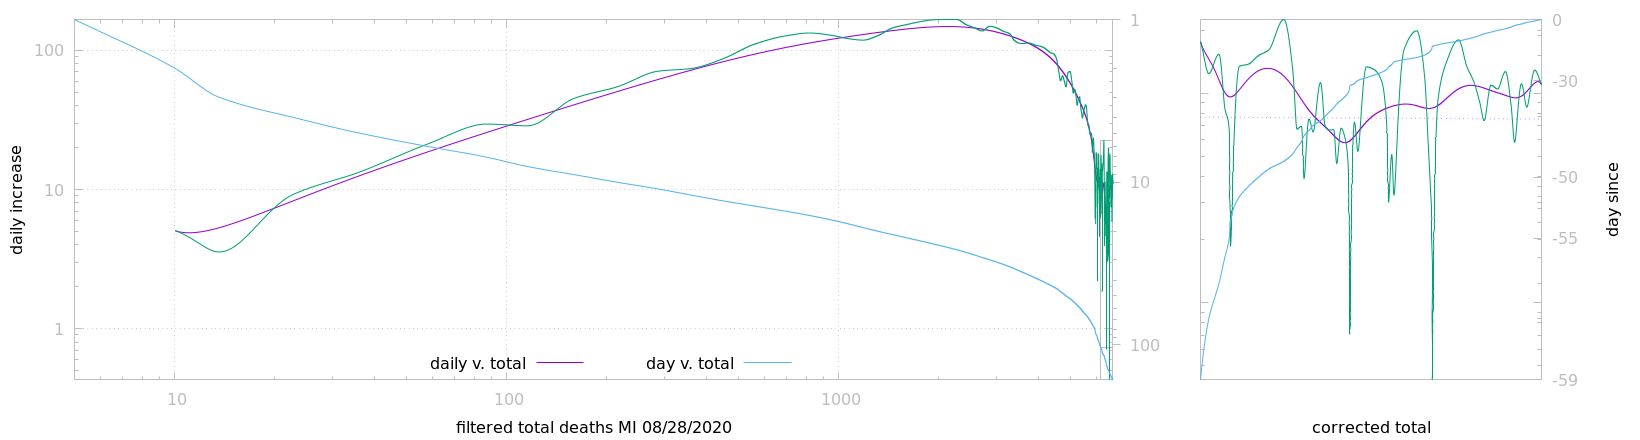 100
10
1
daily increase
daily v. total
day v. total
10
100
1000
filtered total deaths MI 08/28/2020
1
10
100
0
-30
-50
-55
-59
day since
corrected total